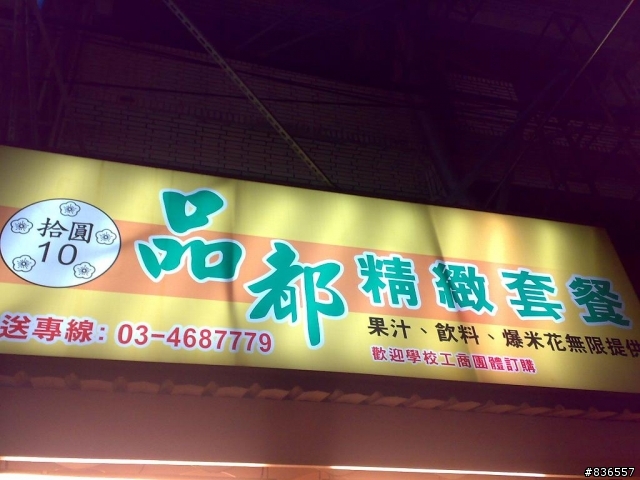 拾圓
10
品都精緻套餐
送專線: 03-4687779
果汁、飲料、爆米花無限提供
歡迎學校工商團體訂購
#836557